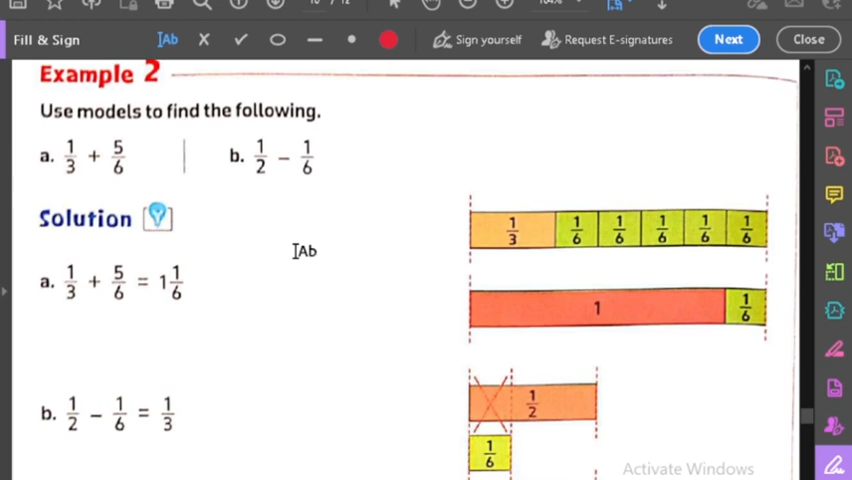 Fill & Sign
Ab
Sign yourself
Request E-signatures
Next
Close
Example 2
Use models to find the following.
a. 1/3 + 5/6
b. 1/2 - 1/6
Solution
Ab
1/3 1/6 1/6 1/6 1/6 1/6
a. 1/3 + 5/6 = 1 1/6
1 1/6
b. 1/2 - 1/6 = 1/3
1/2
1/6
Activate Windows